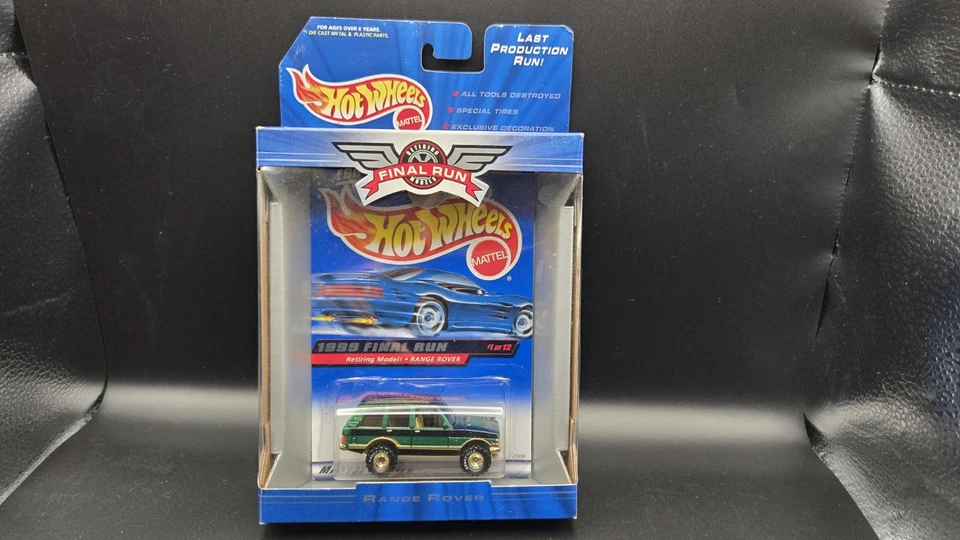 FOR AGES OVER 6 YEARS.
DIE CAST METAL & PLASTIC PARTS.
LAST
PRODUCTION
RUN!
HOT WHEELS
MATTEL
ALL TOOLS DESTROYED
SPECIAL TIRES
EXCLUSIVE DECORATION
RETIRING
FINAL RUN
MODELS
HOT WHEELS
MATTEL
®
1999 FINAL RUN
#1 OF 12
Retiring Model! • RANGE ROVER
RANGE ROVER